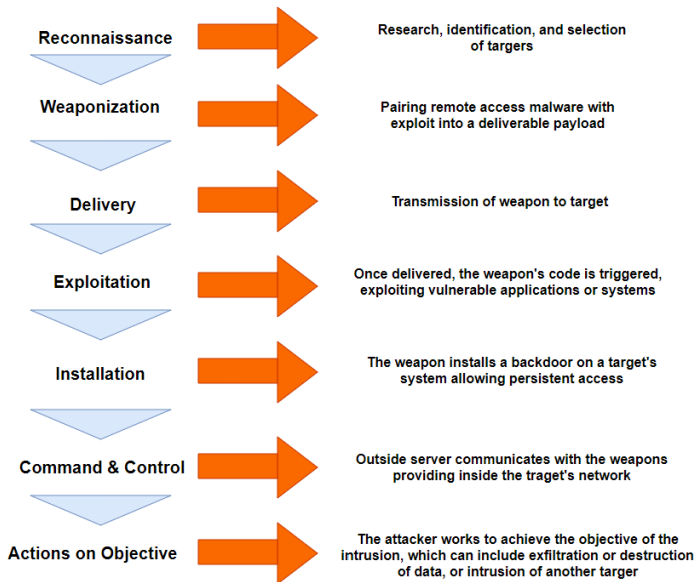 Reconnaissance
Research, identification, and selection
of targers
Weaponization
Pairing remote access malware with
exploit into a deliverable payload
Delivery
Transmission of weapon to target
Exploitation
Once delivered, the weapon's code is triggered,
exploiting vulnerable applications or systems
Installation
The weapon installs a backdoor on a target's
system allowing persistent access
Command & Control
Outside server communicates with the weapons
providing inside the traget's network
Actions on Objective
The attacker works to achieve the objective of the
intrusion, which can include exfiltration or destruction
of data, or intrusion of another targer